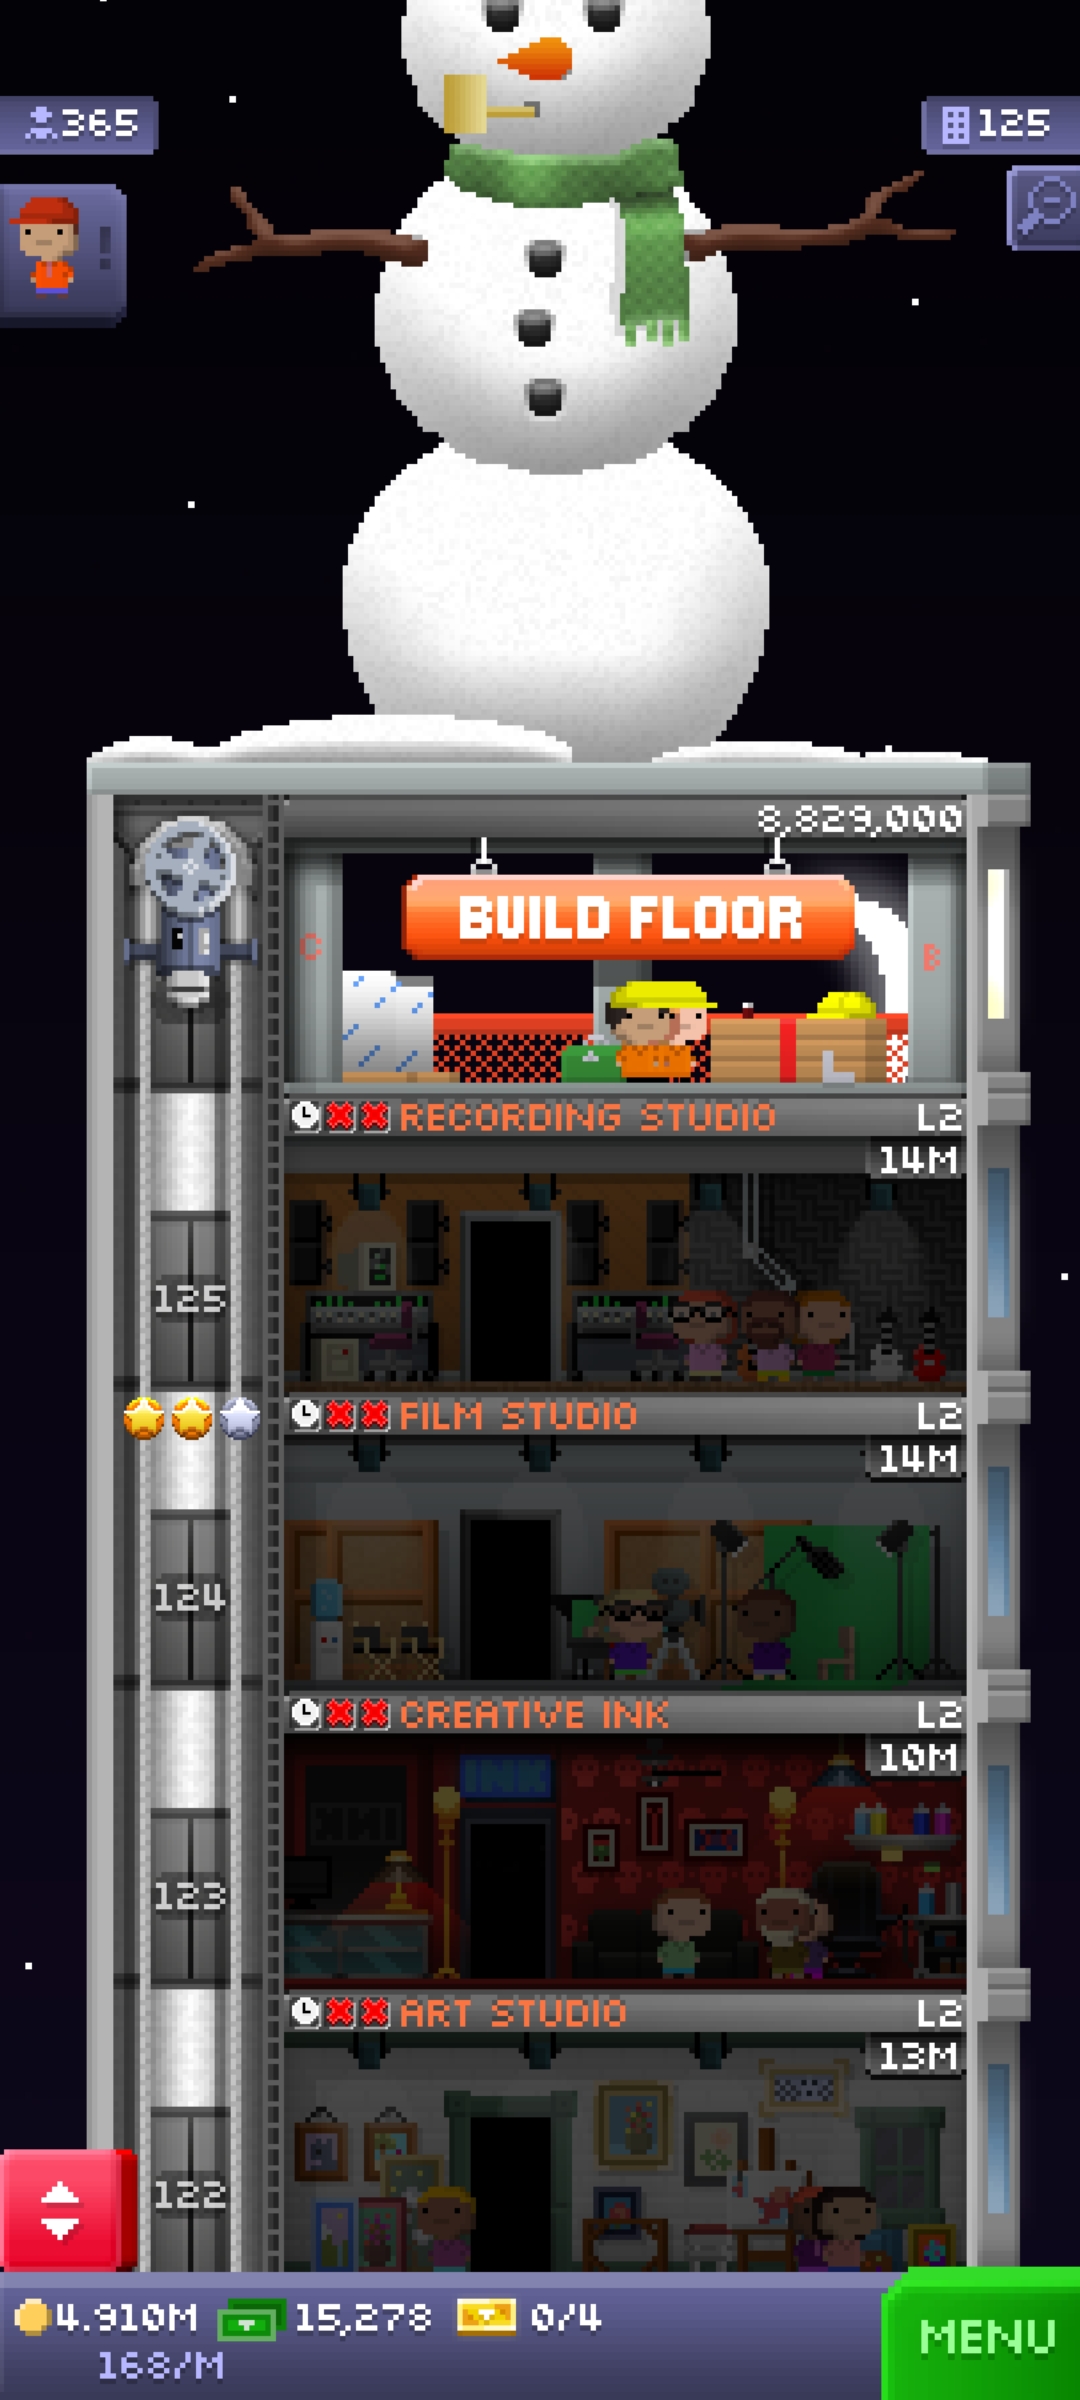 365
125
!
8,829,000
BUILD FLOOR
C
B
RECORDING STUDIO L2
14M
125
FILM STUDIO L2
14M
124
CREATIVE INK L2
10M
INK
123
ART STUDIO L2
13M
122
4.910M 15,278 0/4
168/M
MENU